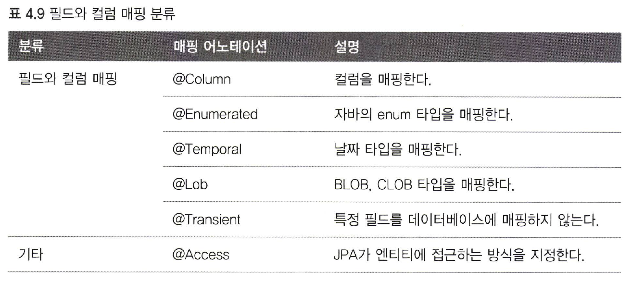 표 4.9 필드와 컬럼 매핑 분류
분류 매핑 어노테이션 설명
필드와 컬럼 매핑 @Column 컬럼을 매핑한다.
@Enumerated 자바의 enum 타입을 매핑한다.
@Temporal 날짜 타입을 매핑한다.
@Lob BLOB, CLOB 타입을 매핑한다.
@Transient 특정 필드를 데이터베이스에 매핑하지 않는다.
기타 @Access JPA가 엔티티에 접근하는 방식을 지정한다.